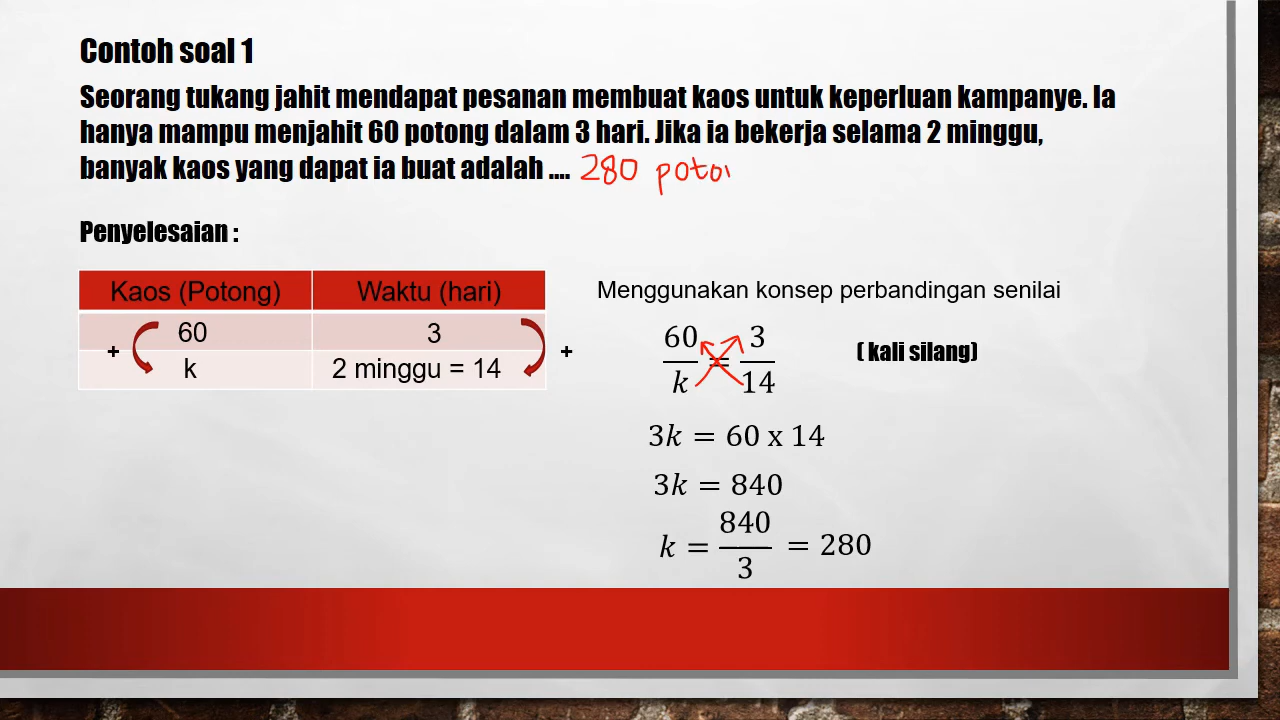 Contoh soal 1
Seorang tukang jahit mendapat pesanan membuat kaos untuk keperluan kampanye. Ia
hanya mampu menjahit 60 potong dalam 3 hari. Jika ia bekerja selama 2 minggu,
banyak kaos yang dapat ia buat adalah .... 280
Penyelesaian :
Kaos (Potong) Waktu (hari)
60 3
+ +
k 2 minggu = 14
Menggunakan konsep perbandingan senilai
60/k = 3/14 ( kali silang)
3k = 60 x 14
3k = 840
k = 840/3 = 280